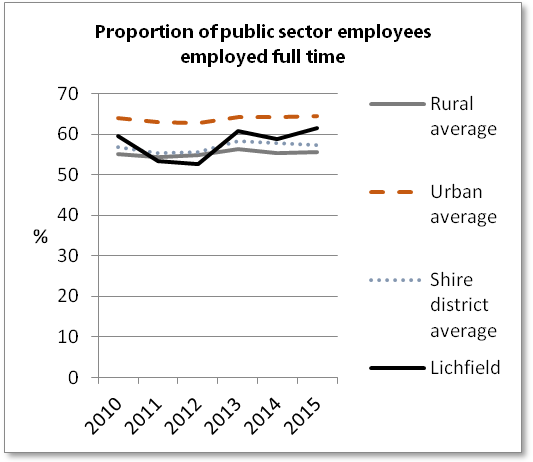 Proportion of public sector employees
employed full time
70
60
50
40
30
20
10
0
%
2010
2011
2012
2013
2014
2015
Rural
average
Urban
average
Shire
district
average
Lichfield